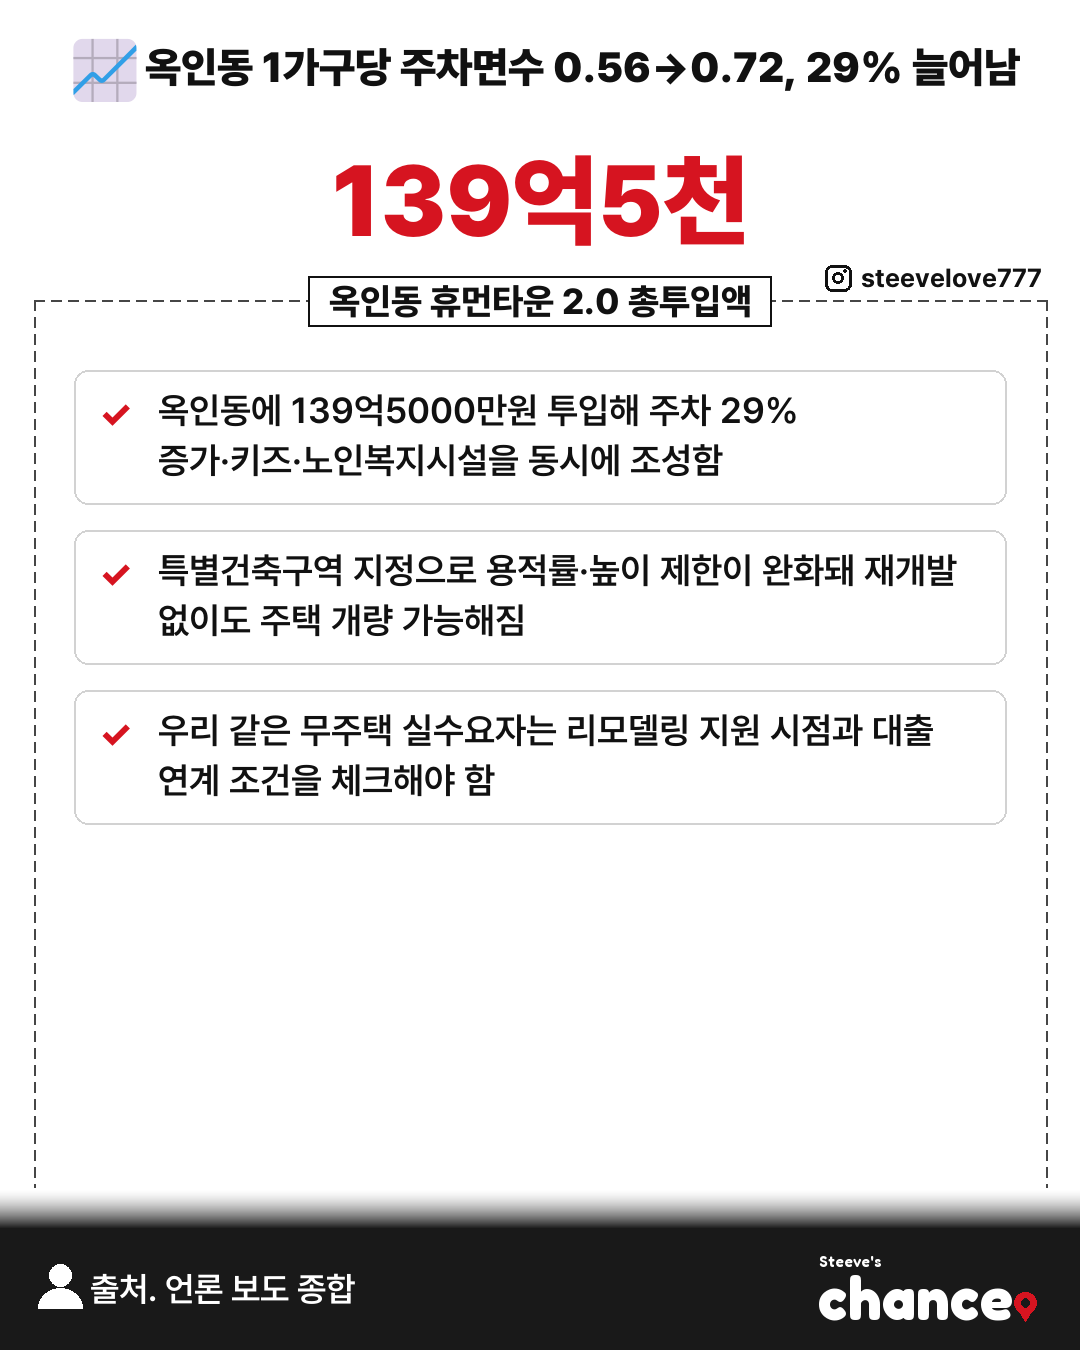 옥인동 1가구당 주차면수 0.56→0.72, 29% 늘어남
139억5천
steevelove777
옥인동 휴먼타운 2.0 총투입액
옥인동에 139억5000만원 투입해 주차 29%
증가·키즈·노인복지시설을 동시에 조성함
특별건축구역 지정으로 용적률·높이 제한이 완화돼 재개발
없이도 주택 개량 가능해짐
우리 같은 무주택 실수요자는 리모델링 지원 시점과 대출
연계 조건을 체크해야 함
출처. 언론 보도 종합
Steeve's
chance